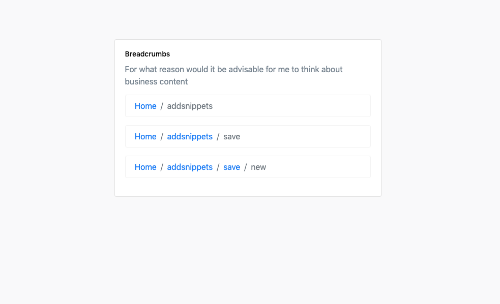 Breadcrumbs
For what reason would it be advisable for me to think about
business content
Home / addsnippets
Home / addsnippets / save
Home / addsnippets / save / new